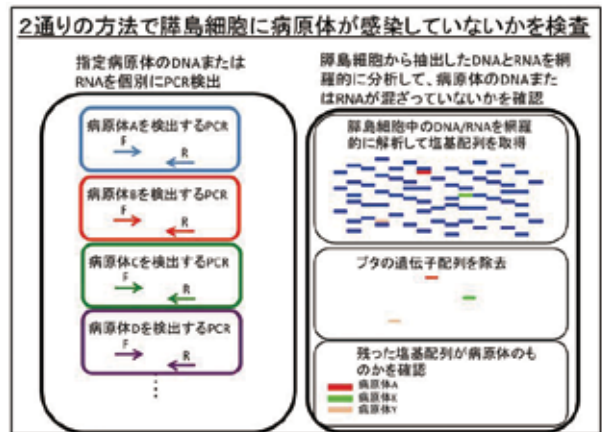 2通りの方法で膵島細胞に病原体が感染していないかを検査
指定病原体のDNAまたは
RNAを個別にPCR検出
病原体Aを検出するPCR
F
R
病原体Bを検出するPCR
F
R
病原体Cを検出するPCR
F
R
病原体Dを検出するPCR
F
R
⋮
膵島細胞から抽出したDNAとRNAを網
羅的に分析して、病原体のDNAまた
はRNAが混ざっていないかを確認
膵島細胞中のDNA/RNAを網羅
的に解析して塩基配列を取得
ブタの遺伝子配列を除去
残った塩基配列が病原体のも
のかを確認
病原体A
病原体X
病原体Y